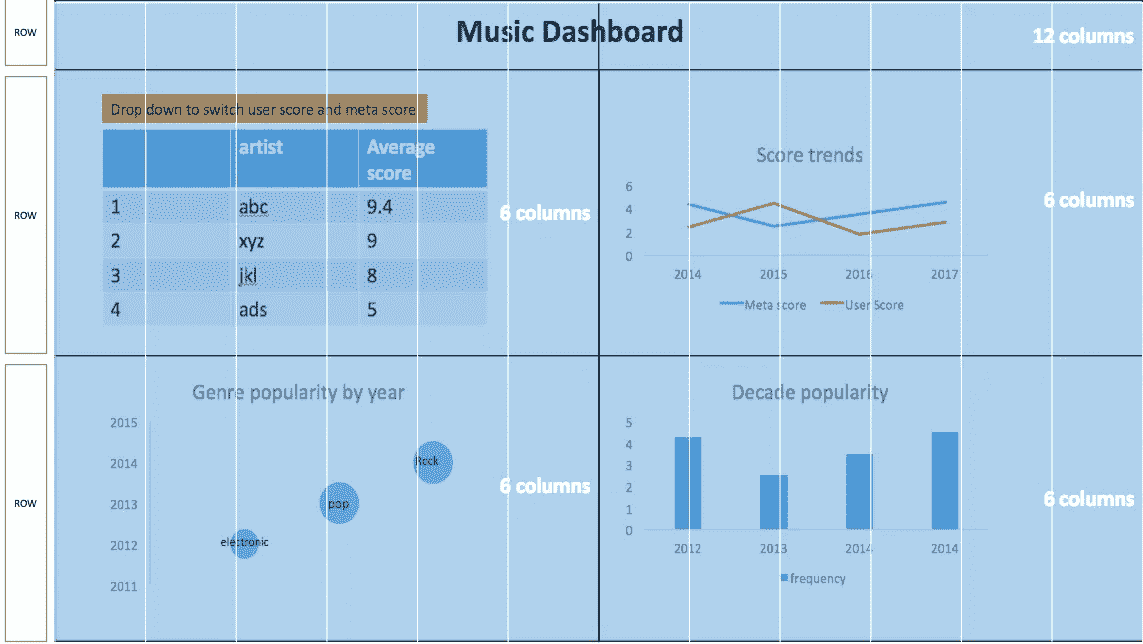 ROW
Music Dashboard
12 columns
ROW
Drop down to switch user score and meta score
artist
Average
score
1 abc 9.4
2 xyz 9
3 jkl 8
4 ads 5
6 columns
Score trends
6
4
2
0
2014 2015 2016 2017
Meta score User Score
6 columns
ROW
Genre popularity by year
2015
2014
2013
2012
2011
Rock
pop
electronic
6 columns
Decade popularity
5
4
3
2
1
0
2012 2013 2014 2014
frequency
6 columns